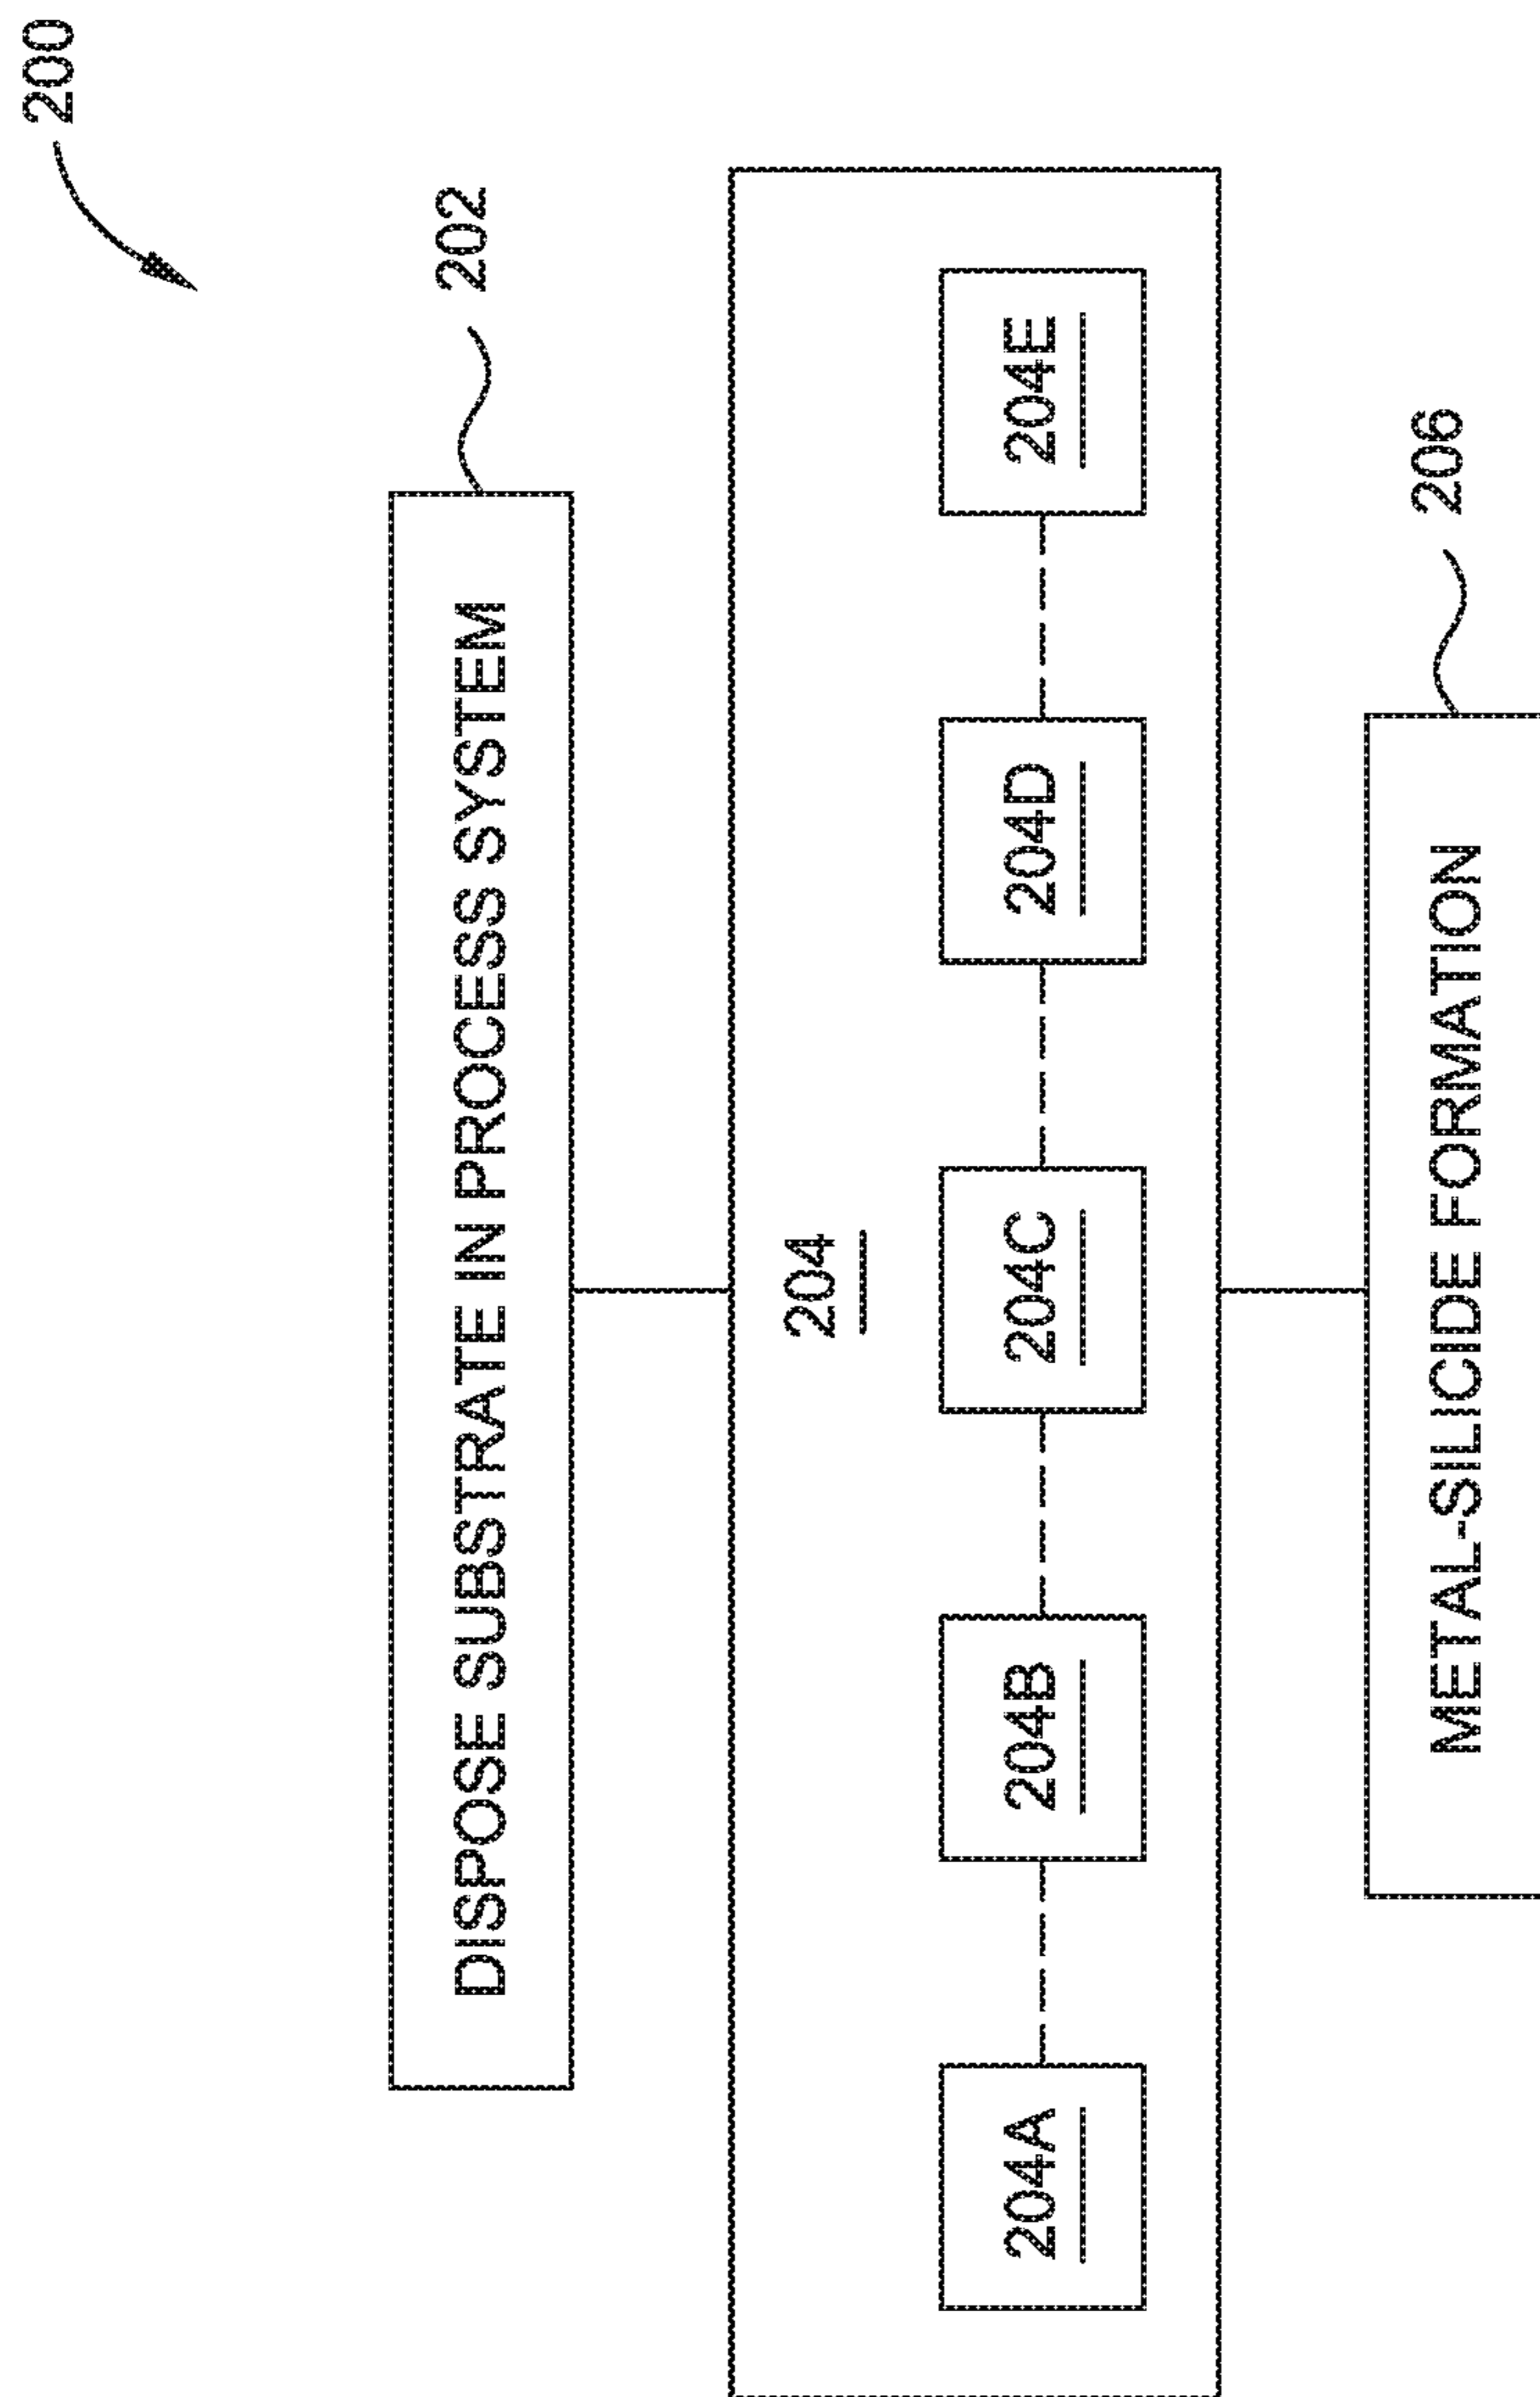 200
202
DISPOSE SUBSTRATE IN PROCESS SYSTEM
204
204A
204B
204C
204D
204E
206
METAL-SILICIDE FORMATION